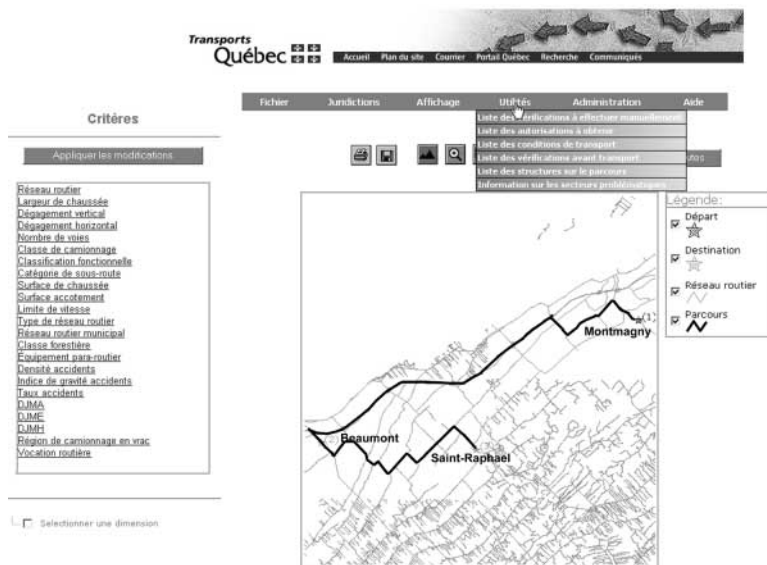 Transports
Québec
Accueil Plan du site Courrier Portail Québec Recherche Communiqués
Fichier Juridictions Affichage Utilités Administration Aide
Critères
Appliquer les modifications
Liste des vérifications à effectuer manuellement
Liste des autorisations à obtenir
Liste des conditions de transport
Liste des vérifications avant transport
Liste des structures sur le parcours
Information sur les secteurs problématiques
Réseau routier
Largeur de chaussée
Dégagement vertical
Dégagement horizontal
Nombre de voies
Classe de camionnage
Classification fonctionnelle
Catégorie de sous-route
Surface de chaussée
Surface accotement
Limite de vitesse
Type de réseau routier
Réseau routier municipal
Classe forestière
Équipement para-routier
Densité accidents
Indice de gravité accidents
Taux accidents
DJMA
DJME
DJMH
Région de camionnage en vrac
Vocation routière
Selectionner une dimension
Légende:
Départ
Destination
Réseau routier
Parcours
(1)
Montmagny
(2) Beaumont
Saint-Raphael